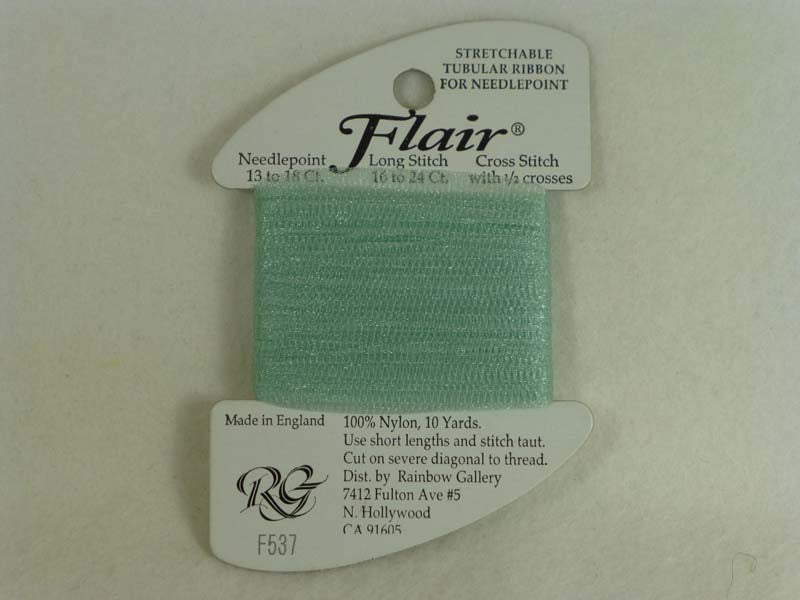 STRETCHABLE
TUBULAR RIBBON
FOR NEEDLEPOINT
Flair®
Needlepoint Long Stitch Cross Stitch
13 to 18 Ct. 16 to 24 Ct. with ½ crosses
Made in England
100% Nylon, 10 Yards.
Use short lengths and stitch taut.
Cut on severe diagonal to thread.
Dist. by Rainbow Gallery
7412 Fulton Ave #5
N. Hollywood
CA 91605
RG
F537